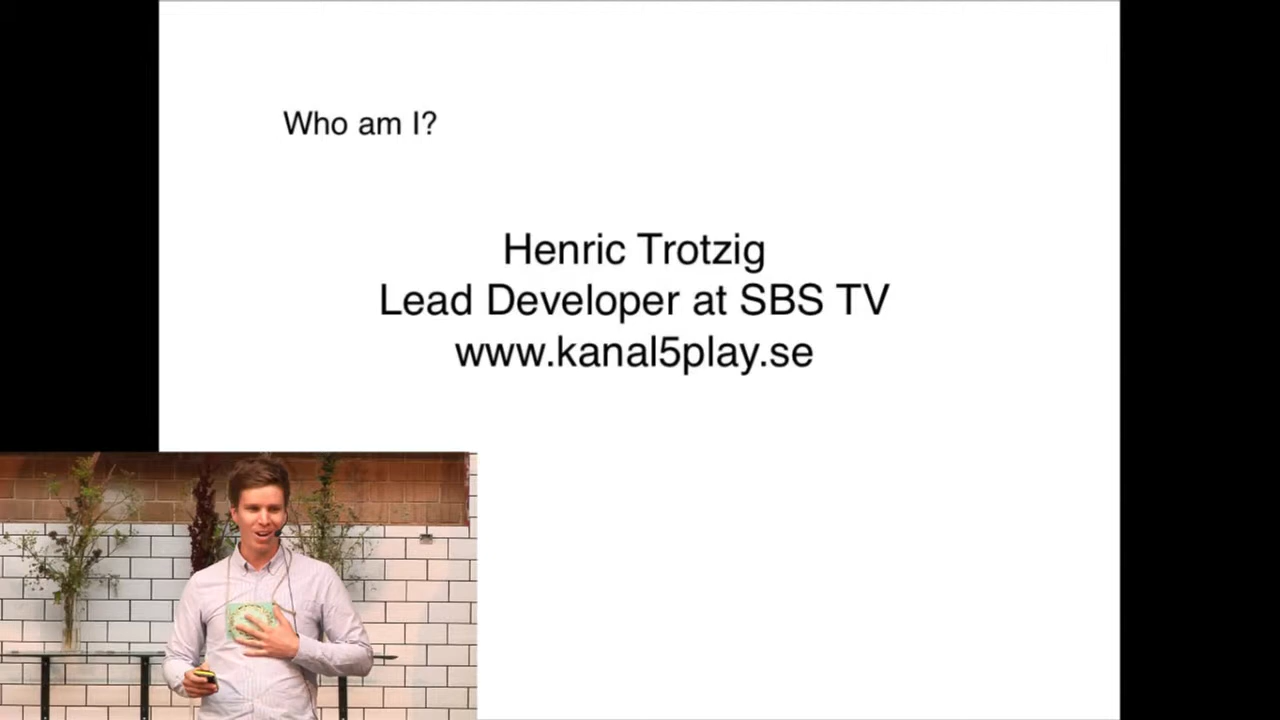 Who am I?
Henric Trotzig
Lead Developer at SBS TV
www.kanal5play.se